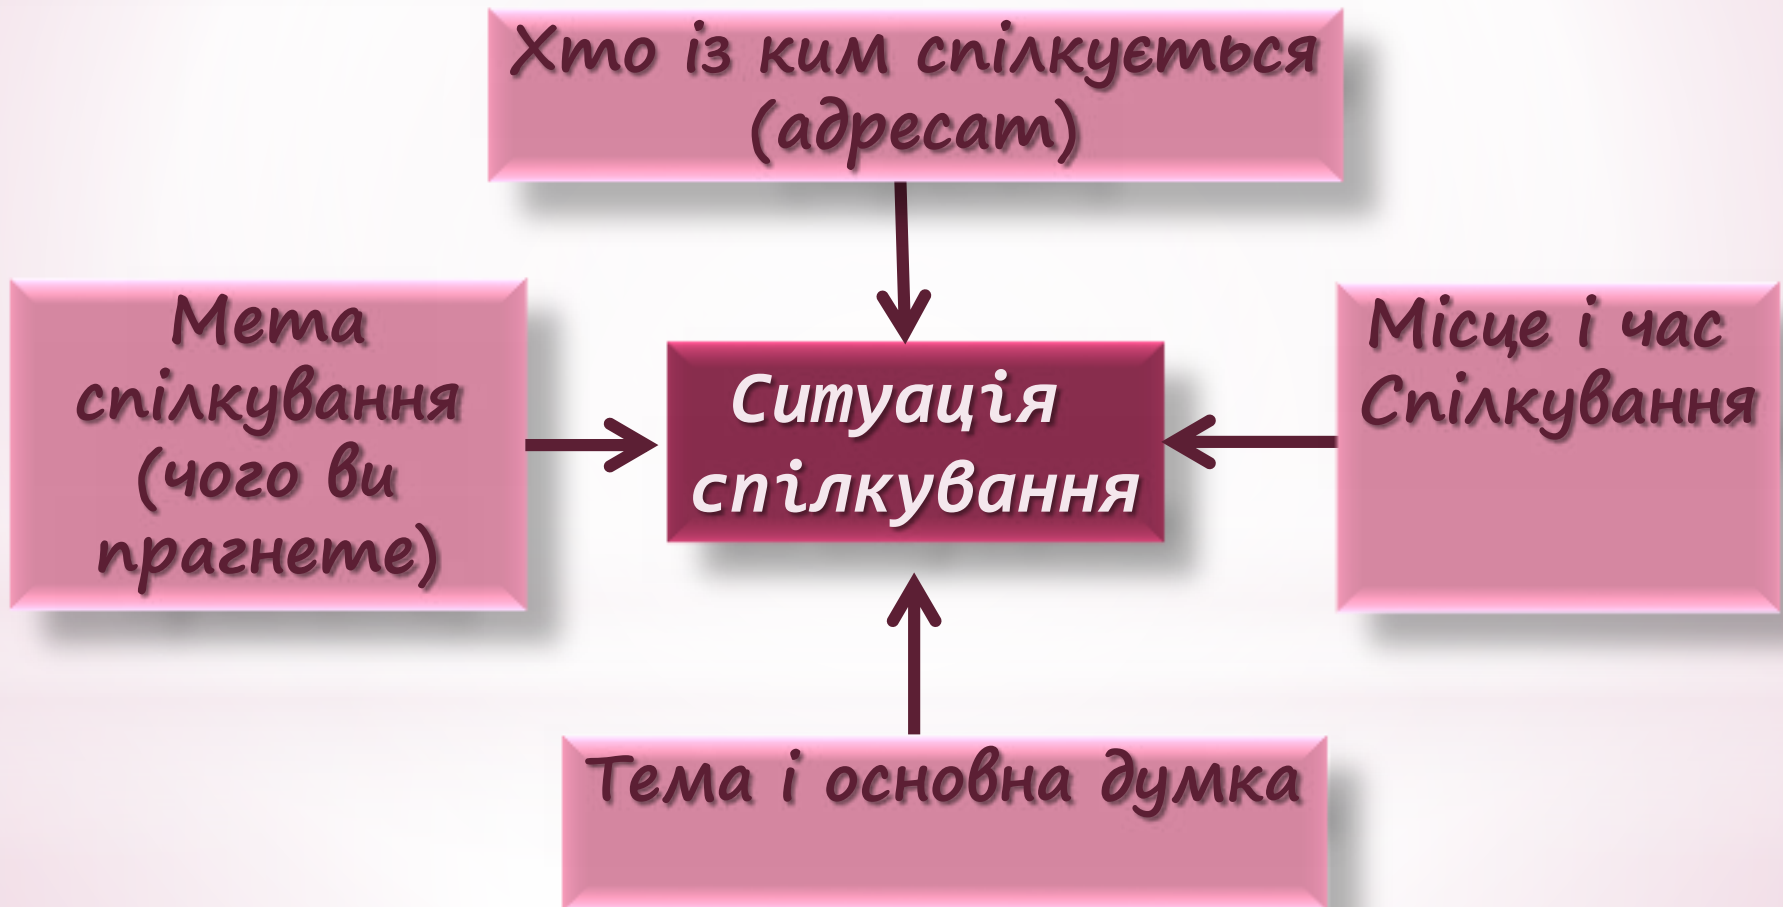 Хто із ким спілкується
(адресат)
Мета
спілкування
(чого ви
прагнете)
Ситуація
спілкування
Місце і час
Спілкування
Тема і основна думка